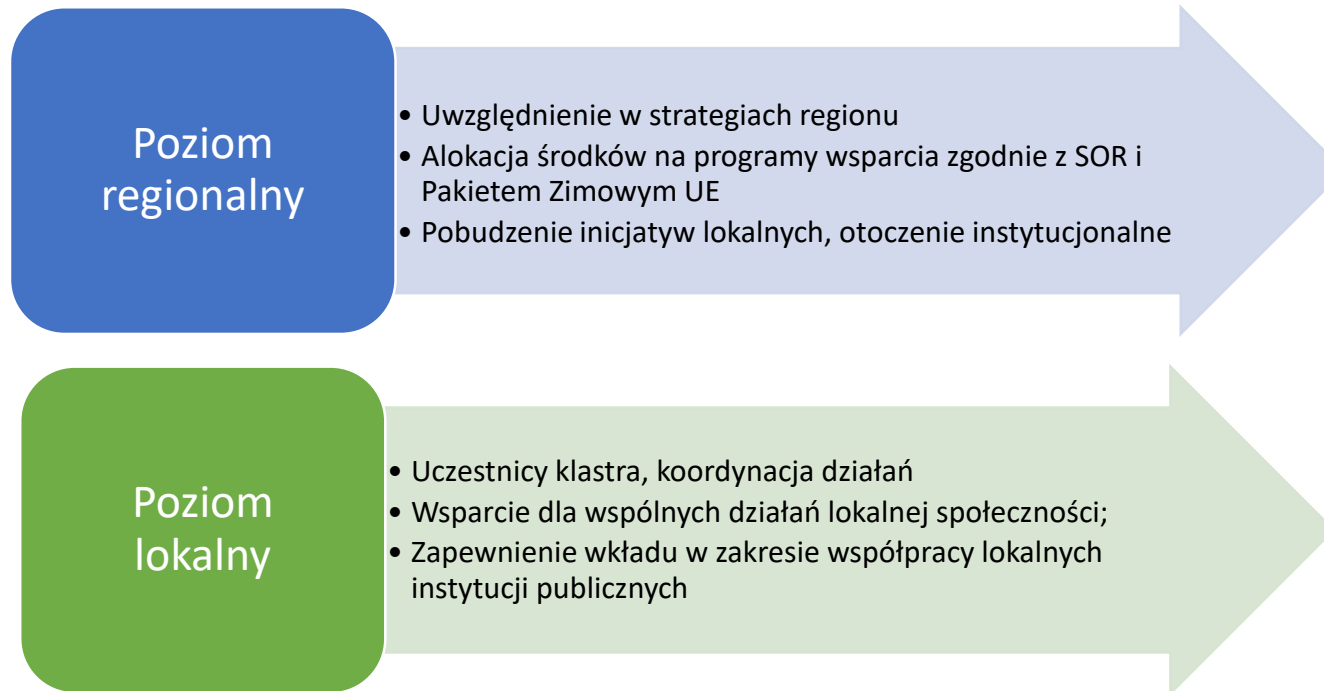 Poziom
regionalny
• Uwzględnienie w strategiach regionu
• Alokacja środków na programy wsparcia zgodnie z SOR i
Pakietem Zimowym UE
• Pobudzenie inicjatyw lokalnych, otoczenie instytucjonalne
Poziom
lokalny
• Uczestnicy klastra, koordynacja działań
• Wsparcie dla wspólnych działań lokalnej społeczności;
• Zapewnienie wkładu w zakresie współpracy lokalnych
instytucji publicznych